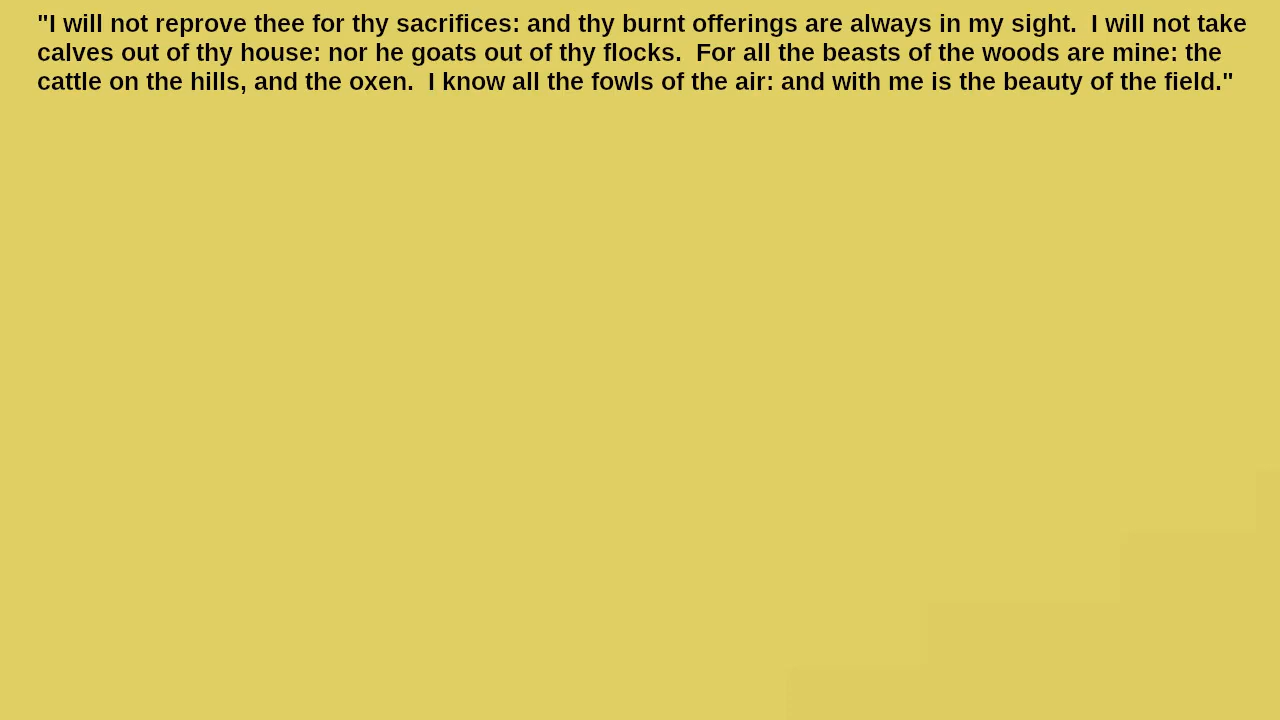 "I will not reprove thee for thy sacrifices: and thy burnt offerings are always in my sight.  I will not take
calves out of thy house: nor he goats out of thy flocks.  For all the beasts of the woods are mine: the
cattle on the hills, and the oxen.  I know all the fowls of the air: and with me is the beauty of the field."